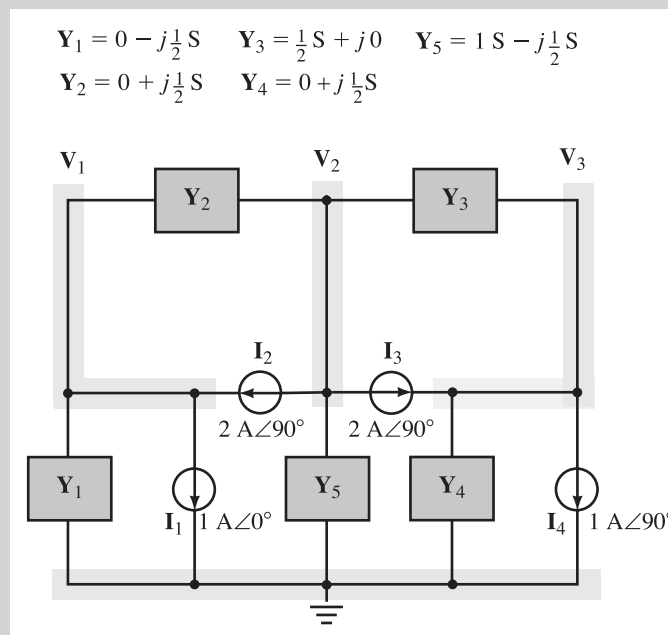 Y₁ = 0 − j½ S Y₃ = ½ S + j0 Y₅ = 1 S − j½ S
Y₂ = 0 + j½ S Y₄ = 0 + j½ S
V₁ V₂ V₃
Y₂ Y₃
I₂ I₃
2 A∠90° 2 A∠90°
Y₁ Y₅ Y₄
I₁ 1 A∠0° I₄ 1 A∠90°